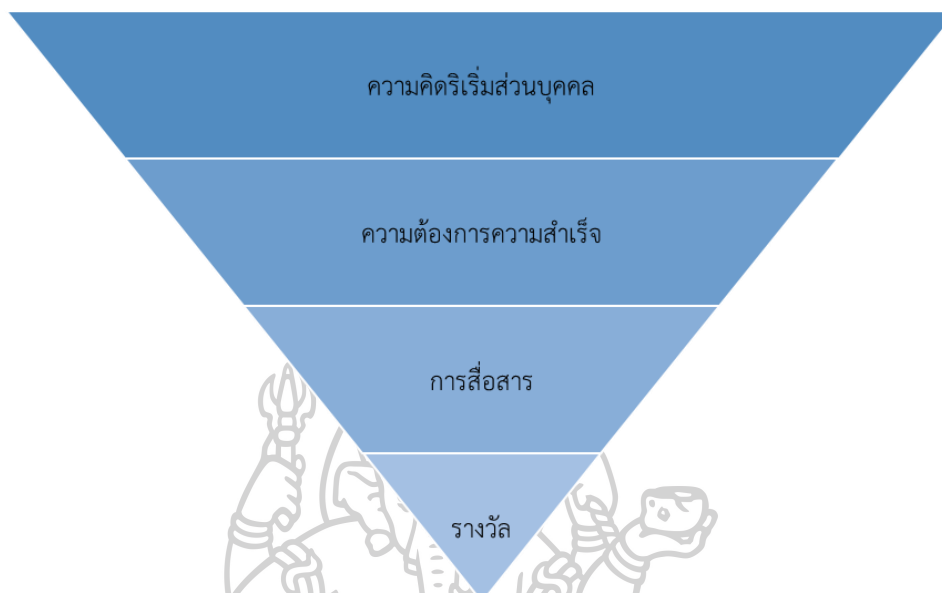 ความคิดริเริ่มส่วนบุคคล
ความต้องการความสำเร็จ
การสื่อสาร
รางวัล